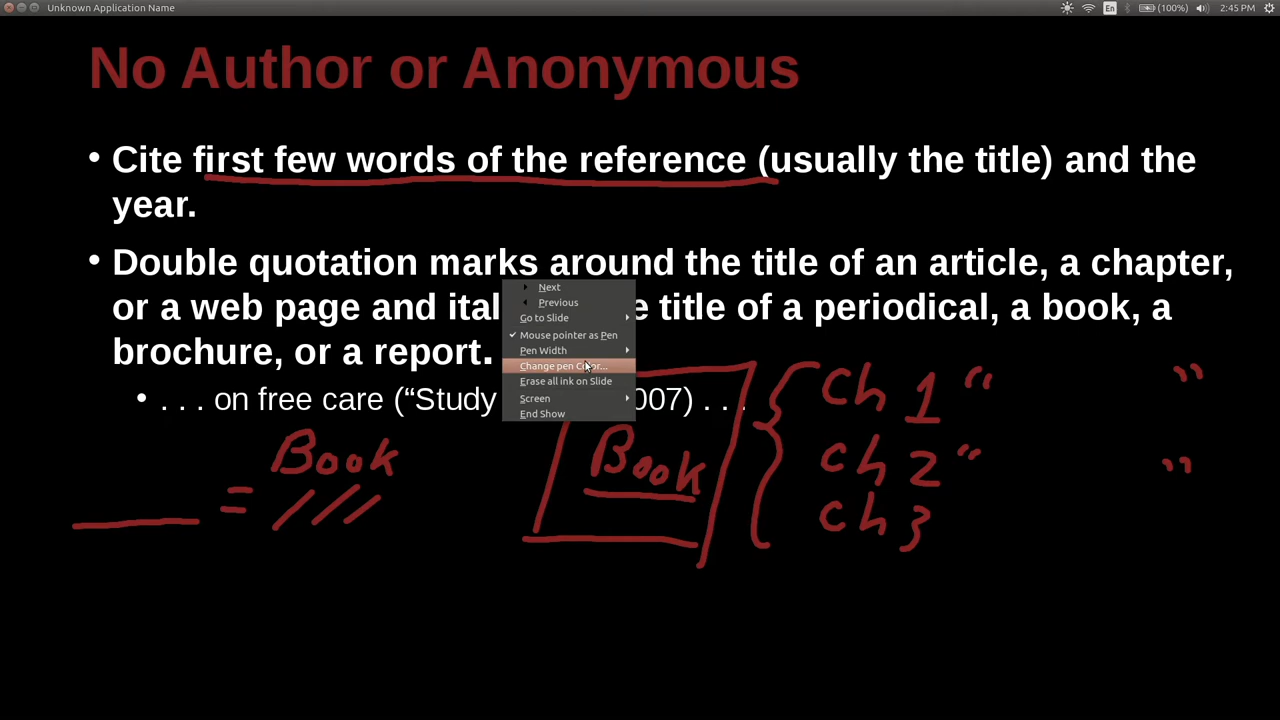 Unknown Application Name
En
(100%)
2:45 PM
No Author or Anonymous
• Cite first few words of the reference (usually the title) and the
year.
• Double quotation marks around the title of an article, a chapter,
or a web page and ital e title of a periodical, a book, a
brochure, or a report.
• . . . on free care (“Study 007) . . .
Next
Previous
Go to Slide
Mouse pointer as Pen
Pen Width
Change pen Color...
Erase all ink on Slide
Screen
End Show
Book
=
Book
Ch 1 “ ”
Ch 2 “ ”
Ch 3